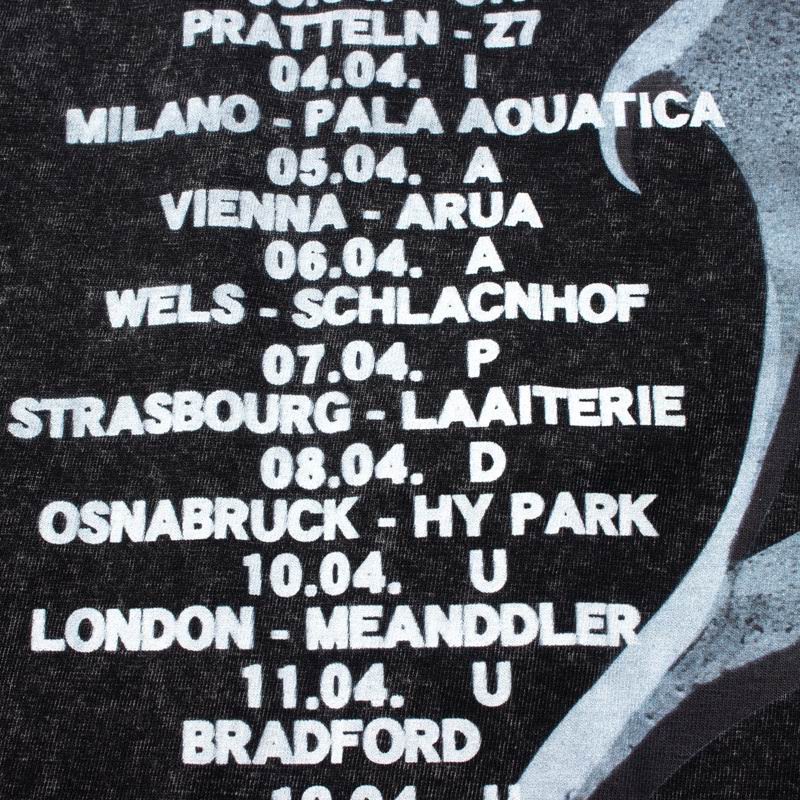 PRATTELN - Z7
04.04. I
MILANO - PALA AOUATICA
05.04. A
VIENNA - ARUA
06.04. A
WELS - SCHLACNHOF
07.04. P
STRASBOURG - LAAITERIE
08.04. D
OSNABRUCK - HY PARK
10.04. U
LONDON - MEANDDLER
11.04. U
BRADFORD